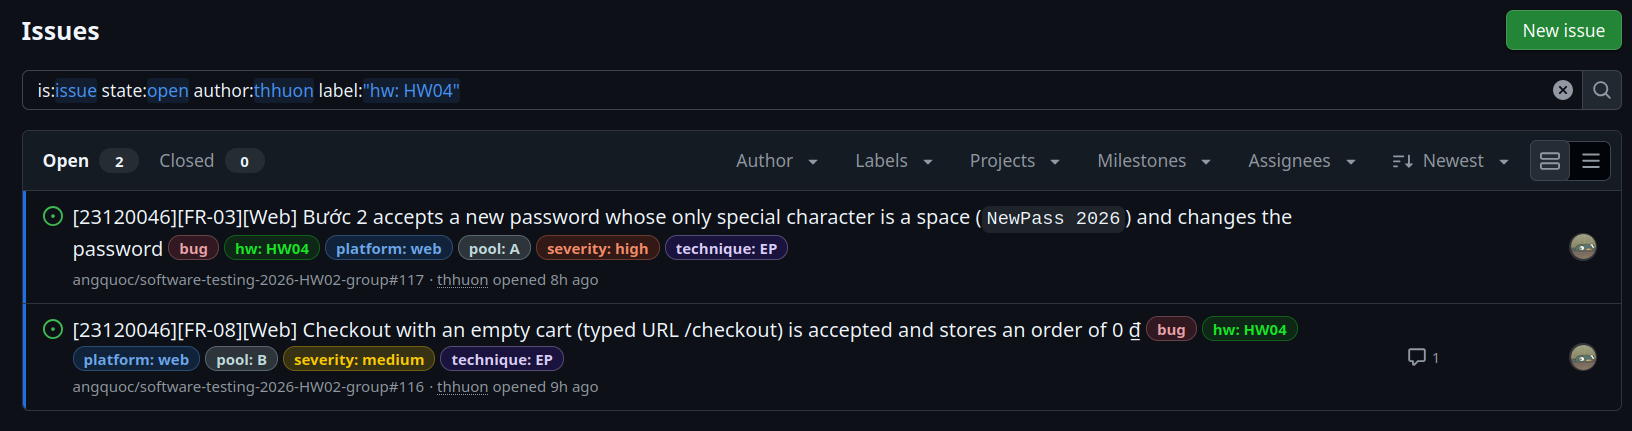 Issues
New issue
is:issue state:open author:thhuon label:"hw: HW04"
Open 2 Closed 0 Author Labels Projects Milestones Assignees Newest
[23120046][FR-03][Web] Bước 2 accepts a new password whose only special character is a space (NewPass 2026) and changes the
password bug hw: HW04 platform: web pool: A severity: high technique: EP
angquoc/software-testing-2026-HW02-group#117 · thhuon opened 8h ago
[23120046][FR-08][Web] Checkout with an empty cart (typed URL /checkout) is accepted and stores an order of 0 ₫ bug hw: HW04
platform: web pool: B severity: medium technique: EP
1
angquoc/software-testing-2026-HW02-group#116 · thhuon opened 9h ago